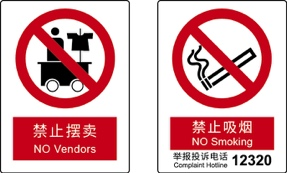 禁止摆卖
NO Vendors
禁止吸烟
NO Smoking
举报投诉电话 12320
Complaint Hotline